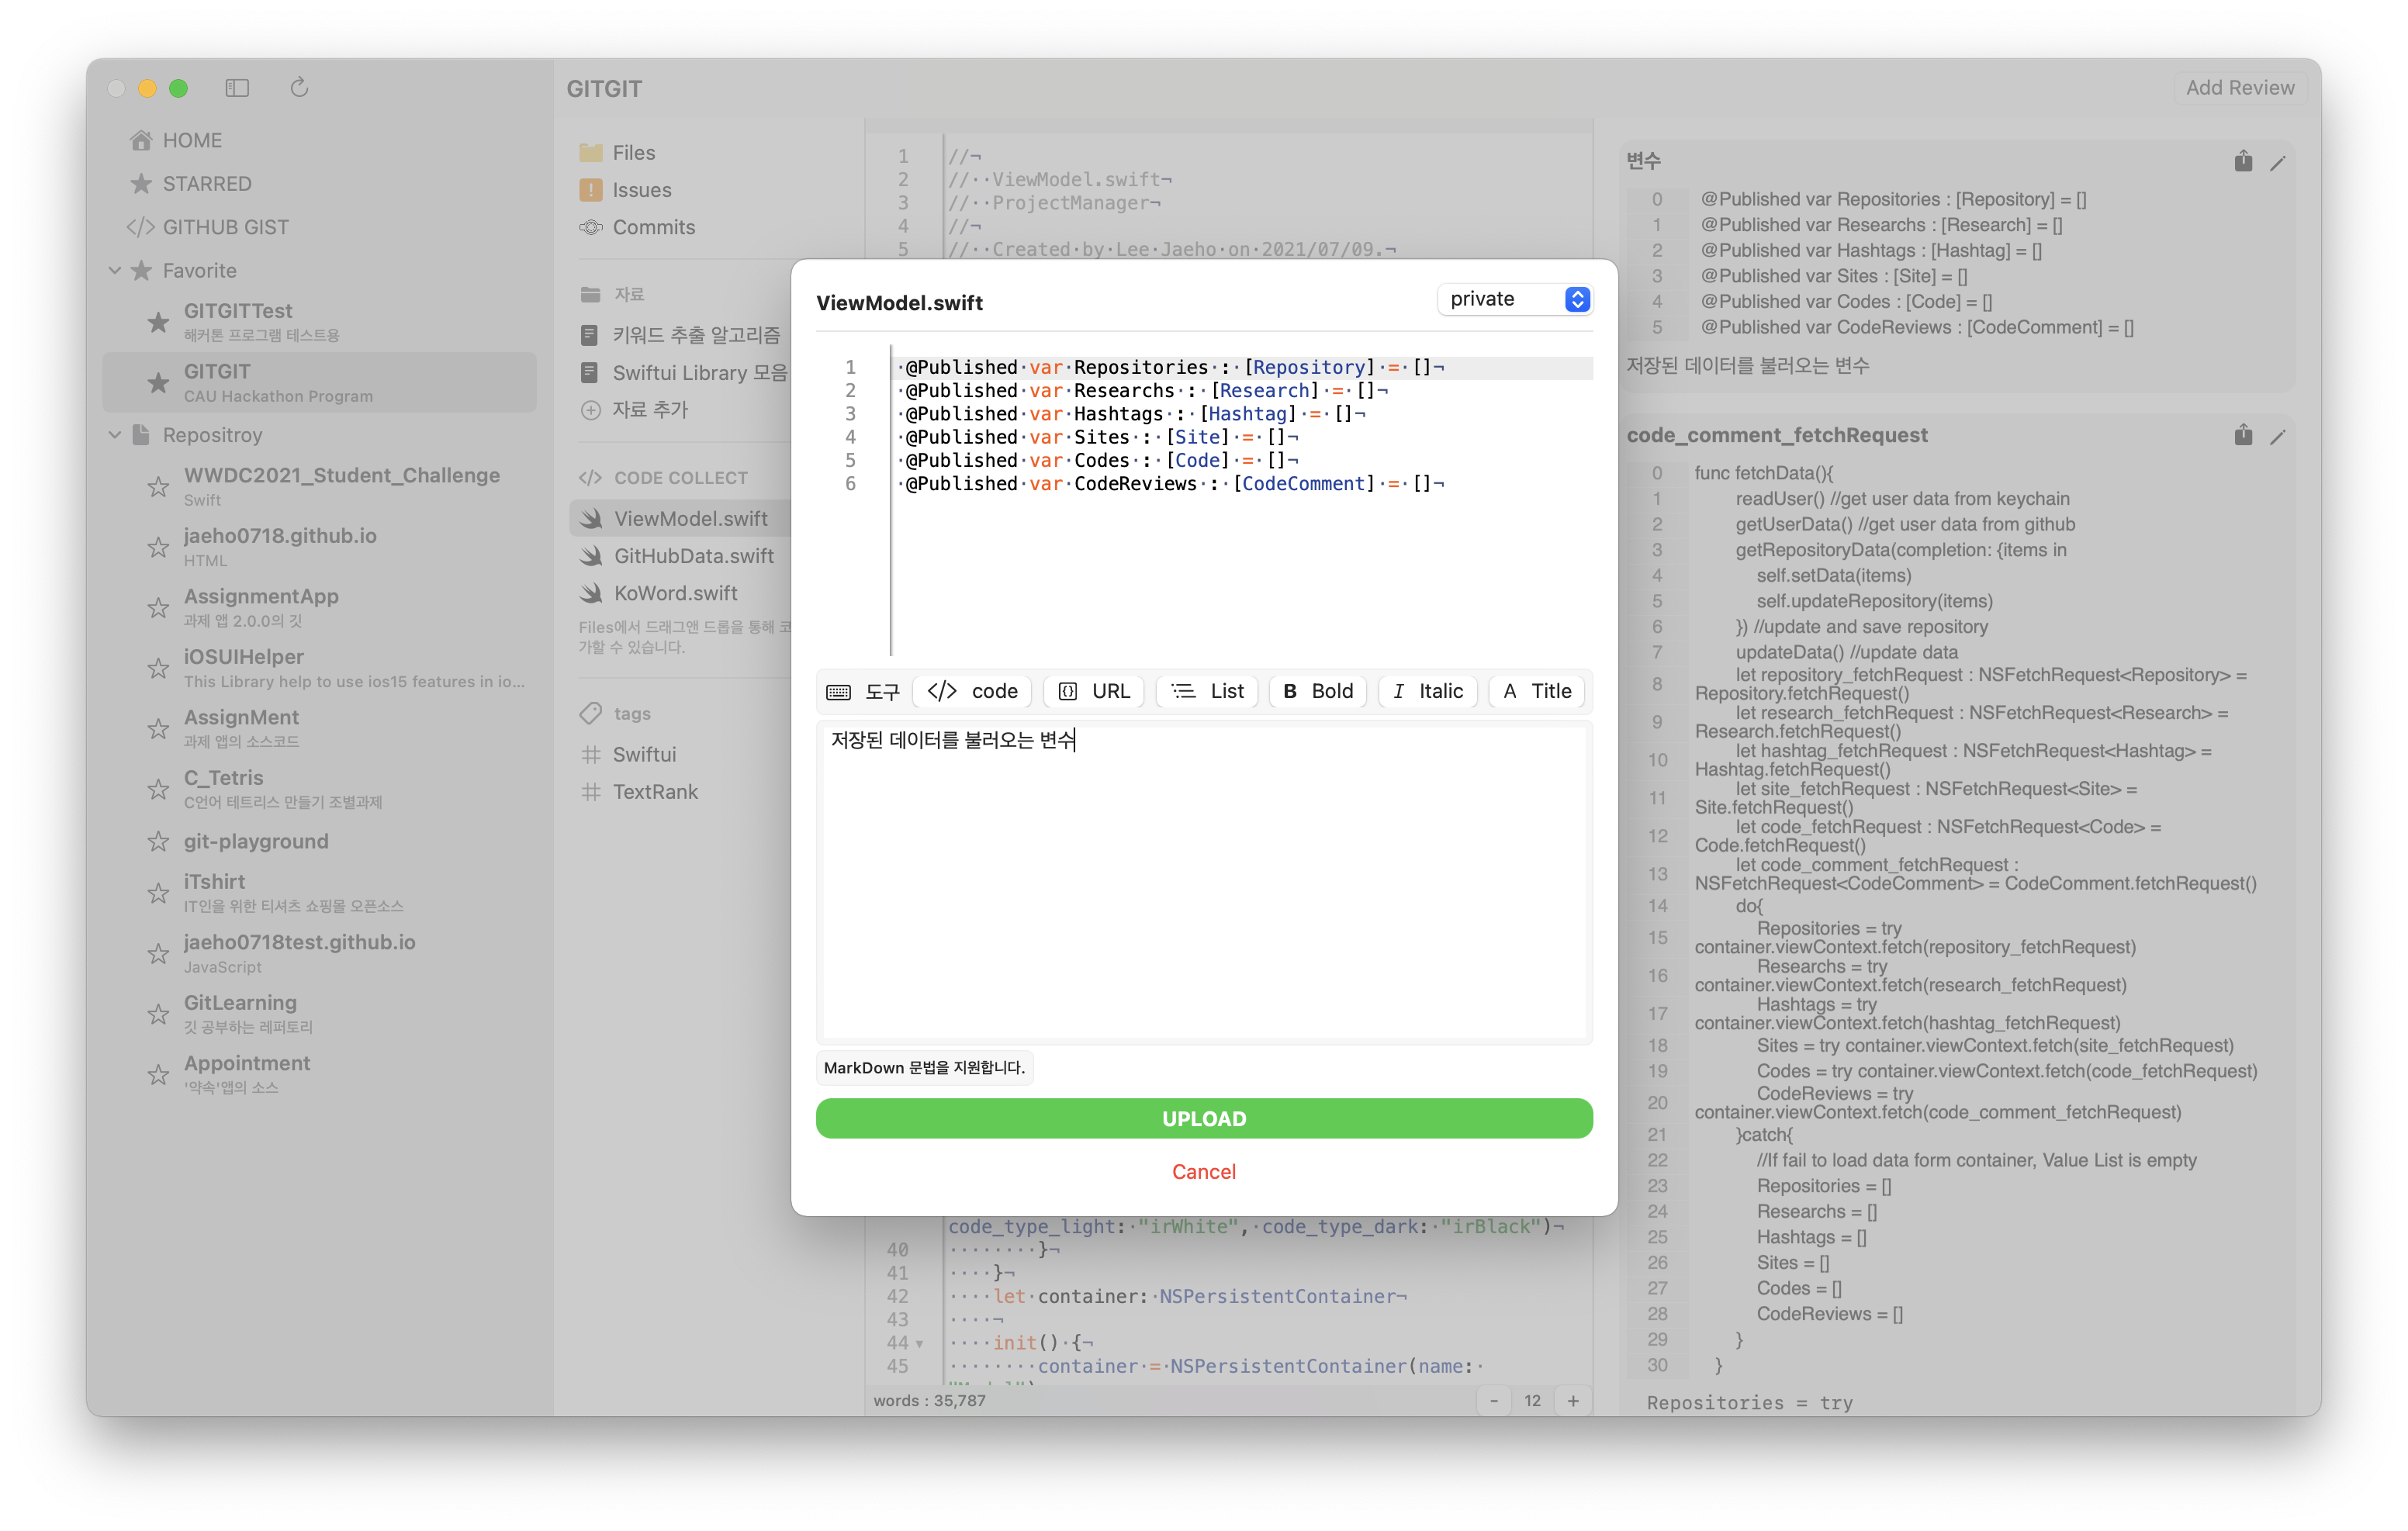 GITGIT
Add Review
HOME
STARRED
</> GITHUB GIST
Favorite
GITGITTest
해커톤 프로그램 테스트용
GITGIT
CAU Hackathon Program
Repositroy
WWDC2021_Student_Challenge
Swift
jaeho0718.github.io
HTML
AssignmentApp
과제 앱 2.0.0의 깃
iOSUIHelper
This Library help to use ios15 features in io...
AssignMent
과제 앱의 소스코드
C_Tetris
C언어 테트리스 만들기 조별과제
git-playground
iTshirt
IT인을 위한 티셔츠 쇼핑몰 오픈소스
jaeho0718test.github.io
JavaScript
GitLearning
깃 공부하는 레퍼토리
Appointment
'약속'앱의 소스
Files
Issues
Commits
자료
키워드 추출 알고리즘
Swiftui Library 모음
자료 추가
</> CODE COLLECT
ViewModel.swift
GitHubData.swift
KoWord.swift
Files에서 드래그앤 드롭을 통해 코
가할 수 있습니다.
tags
# Swiftui
# TextRank
1 //¬
2 //··ViewModel.swift¬
3 //··ProjectManager¬
4 //¬
5 //··Created·by·Lee·Jaeho·on·2021/07/09.¬
ViewModel.swift
private
1 ·@Published·var·Repositories·:·[Repository]·=·[]¬
2 ·@Published·var·Researchs·:·[Research]·=·[]¬
3 ·@Published·var·Hashtags·:·[Hashtag]·=·[]¬
4 ·@Published·var·Sites·:·[Site]·=·[]¬
5 ·@Published·var·Codes·:·[Code]·=·[]¬
6 ·@Published·var·CodeReviews·:·[CodeComment]·=·[]¬
도구 </> code {} URL List B Bold I Italic A Title
저장된 데이터를 불러오는 변수
MarkDown 문법을 지원합니다.
UPLOAD
Cancel
code_type_light:·"irWhite",·code_type_dark:·"irBlack")¬
40 ········}¬
41 ····}¬
42 ····let·container:·NSPersistentContainer¬
43 ····¬
44 ····init()·{¬
45 ········container·=·NSPersistentContainer(name:·
words : 35,787
- 12 +
변수
0 @Published var Repositories : [Repository] = []
1 @Published var Researchs : [Research] = []
2 @Published var Hashtags : [Hashtag] = []
3 @Published var Sites : [Site] = []
4 @Published var Codes : [Code] = []
5 @Published var CodeReviews : [CodeComment] = []
저장된 데이터를 불러오는 변수
code_comment_fetchRequest
0 func fetchData(){
1 readUser() //get user data from keychain
2 getUserData() //get user data from github
3 getRepositoryData(completion: {items in
4 self.setData(items)
5 self.updateRepository(items)
6 }) //update and save repository
7 updateData() //update data
8 let repository_fetchRequest : NSFetchRequest<Repository> =
Repository.fetchRequest()
9 let research_fetchRequest : NSFetchRequest<Research> =
Research.fetchRequest()
10 let hashtag_fetchRequest : NSFetchRequest<Hashtag> =
Hashtag.fetchRequest()
11 let site_fetchRequest : NSFetchRequest<Site> =
Site.fetchRequest()
12 let code_fetchRequest : NSFetchRequest<Code> =
Code.fetchRequest()
13 let code_comment_fetchRequest :
NSFetchRequest<CodeComment> = CodeComment.fetchRequest()
14 do{
15 Repositories = try
container.viewContext.fetch(repository_fetchRequest)
16 Researchs = try
container.viewContext.fetch(research_fetchRequest)
17 Hashtags = try
container.viewContext.fetch(hashtag_fetchRequest)
18 Sites = try container.viewContext.fetch(site_fetchRequest)
19 Codes = try container.viewContext.fetch(code_fetchRequest)
20 CodeReviews = try
container.viewContext.fetch(code_comment_fetchRequest)
21 }catch{
22 //If fail to load data form container, Value List is empty
23 Repositories = []
24 Researchs = []
25 Hashtags = []
26 Sites = []
27 Codes = []
28 CodeReviews = []
29 }
30 }
Repositories = try